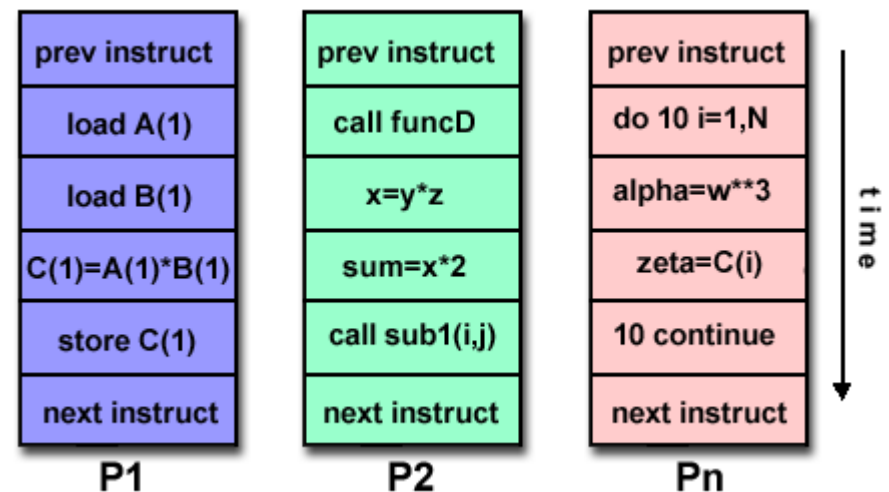 prev instruct
load A(1)
load B(1)
C(1)=A(1)*B(1)
store C(1)
next instruct
P1
prev instruct
call funcD
x=y*z
sum=x*2
call sub1(i,j)
next instruct
P2
prev instruct
do 10 i=1,N
alpha=w**3
zeta=C(i)
10 continue
next instruct
Pn
time